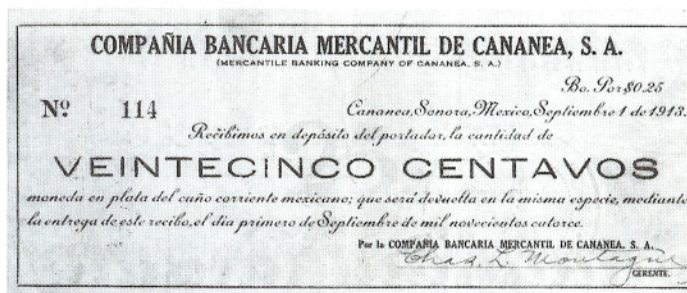 COMPAÑIA BANCARIA MERCANTIL DE CANANEA, S. A.
(MERCANTILE BANKING COMPANY OF CANANEA, S. A.)
Bo. Por $0.25
Nº 114 Cananea, Sonora, Mexico, Septiembre 1 de 1913.
Recibimos en depósito del portador, la cantidad de
VEINTECINCO CENTAVOS
moneda en plata del cuño corriente mexicano; que será devuelta en la misma especie, mediante
la entrega de este recibo, el dia primero de Septiembre de mil novecientos catorce.
Por la COMPAÑIA BANCARIA MERCANTIL DE CANANEA. S. A.
Chas. L. Montague
GERENTE.